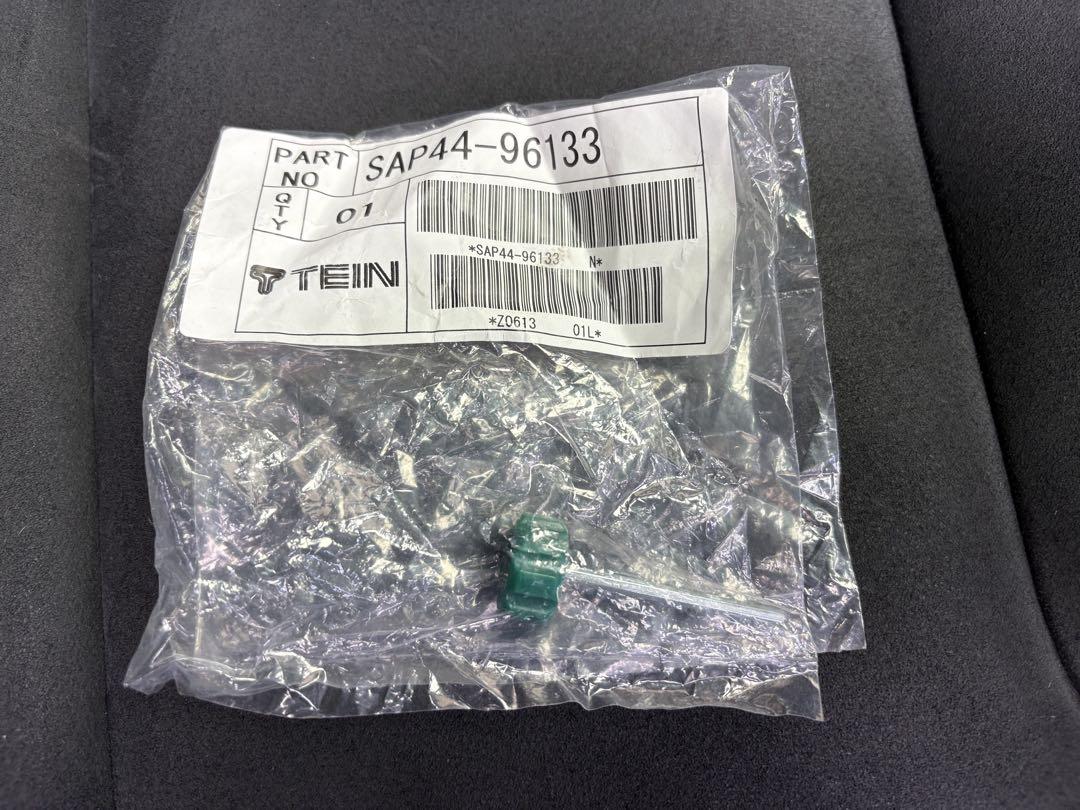 PART NO SAP44-96133
QTY 01
*SAP44-96133 N*
TEIN
*Z0613 01L*